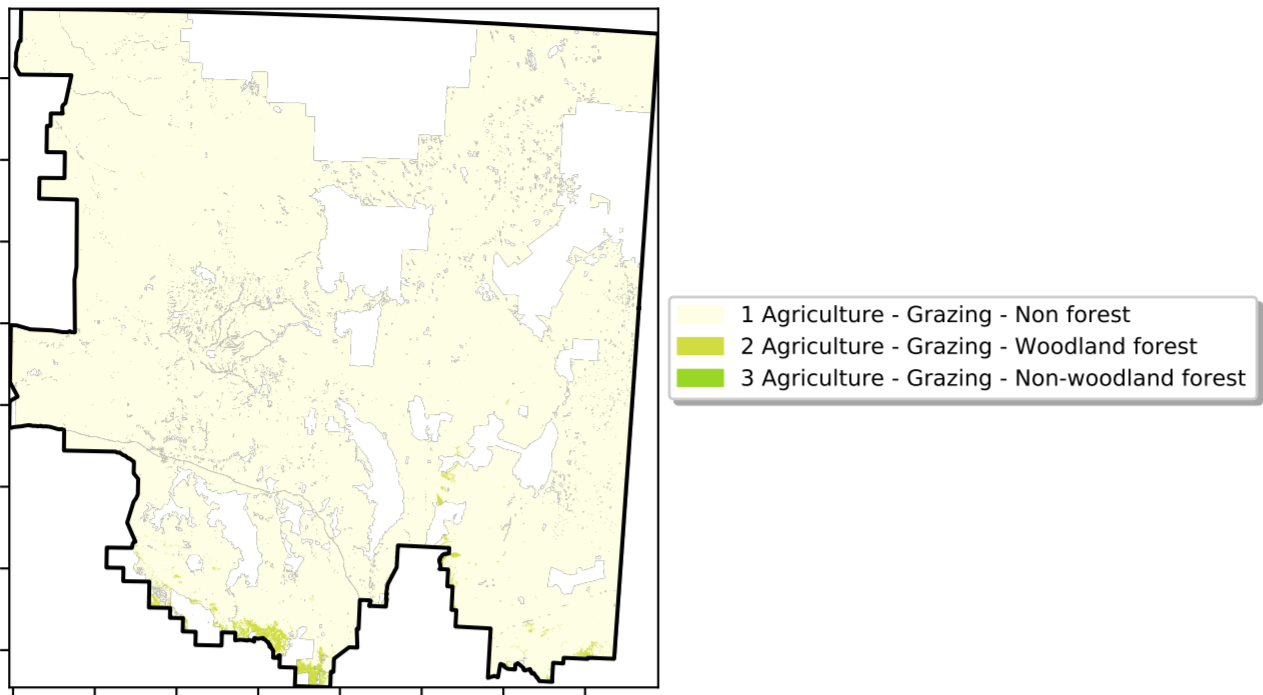 1 Agriculture - Grazing - Non forest
2 Agriculture - Grazing - Woodland forest
3 Agriculture - Grazing - Non-woodland forest